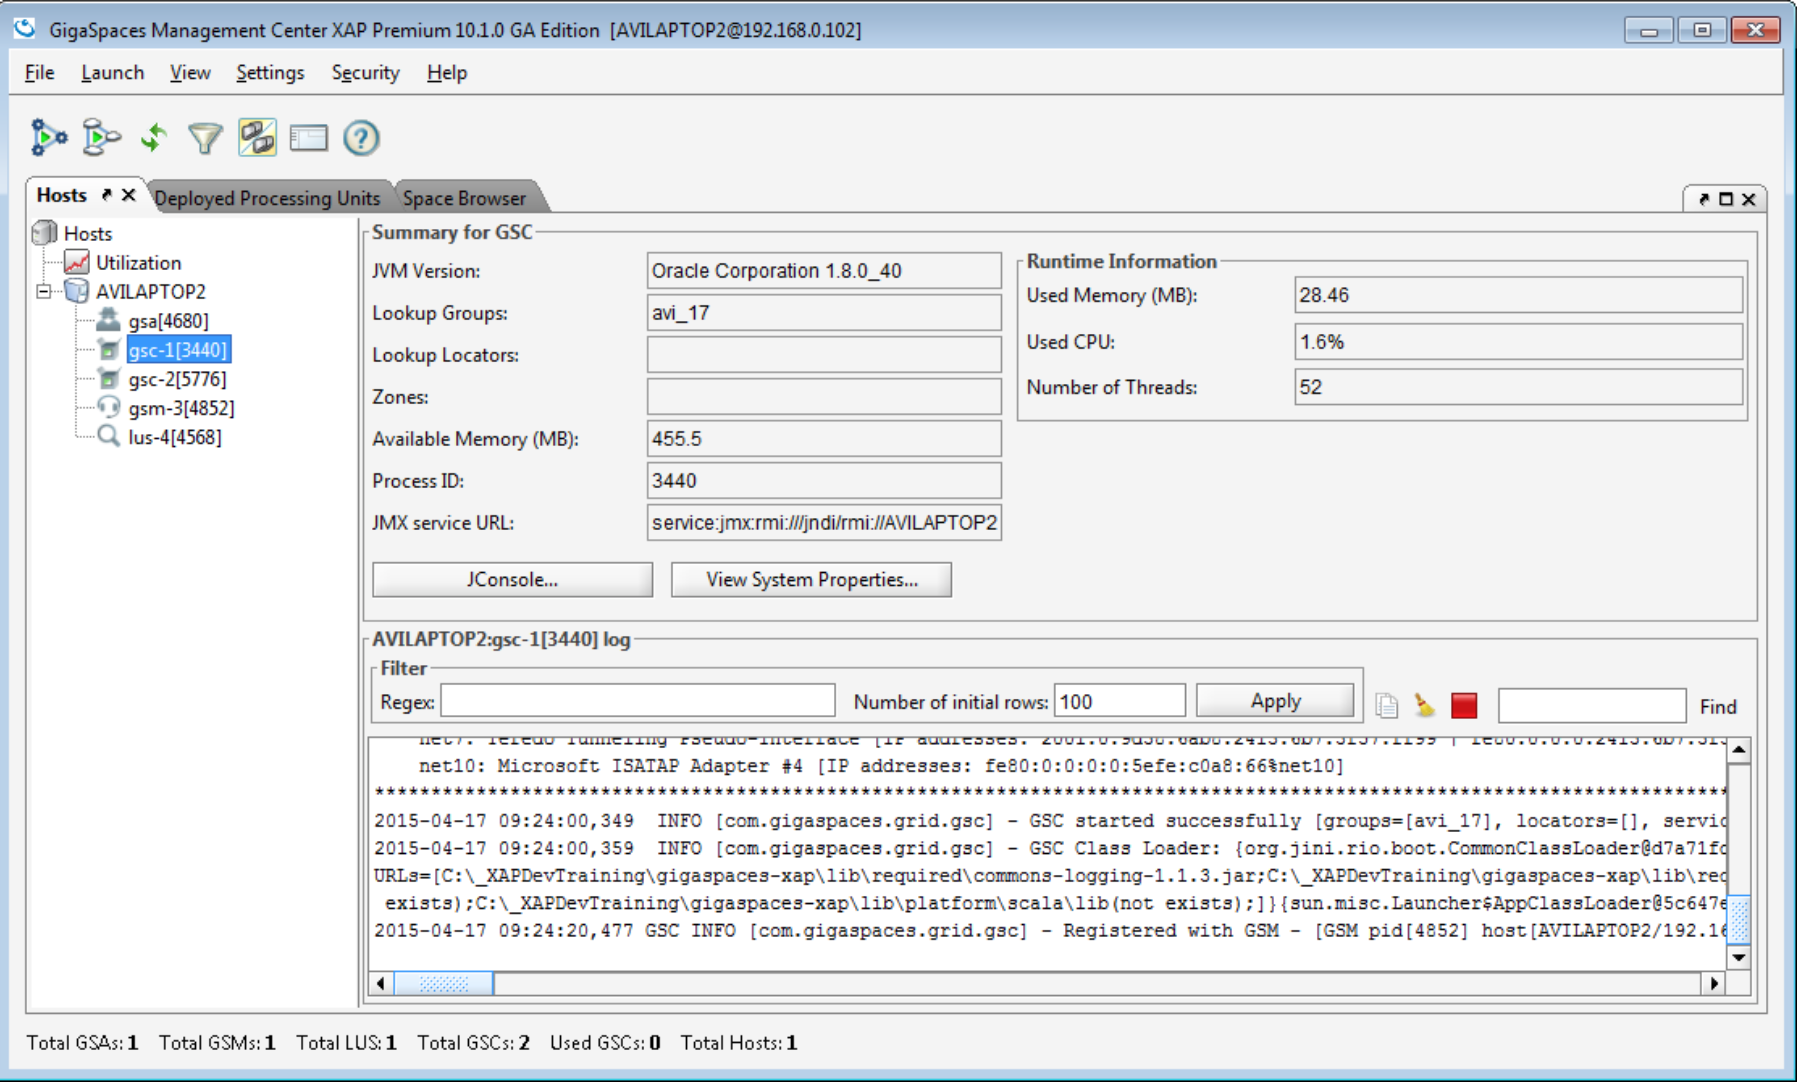 GigaSpaces Management Center XAP Premium 10.1.0 GA Edition [AVILAPTOP2@192.168.0.102]
File Launch View Settings Security Help
Hosts Deployed Processing Units Space Browser
Hosts
Utilization
AVILAPTOP2
gsa[4680]
gsc-1[3440]
gsc-2[5776]
gsm-3[4852]
lus-4[4568]
Summary for GSC
JVM Version: Oracle Corporation 1.8.0_40
Lookup Groups: avi_17
Lookup Locators:
Zones:
Available Memory (MB): 455.5
Process ID: 3440
JMX service URL: service:jmx:rmi:///jndi/rmi://AVILAPTOP2
JConsole... View System Properties...
Runtime Information
Used Memory (MB): 28.46
Used CPU: 1.6%
Number of Threads: 52
AVILAPTOP2:gsc-1[3440] log
Filter
Regex: Number of initial rows: 100 Apply Find
net7: Teredo Tunneling Pseudo-Interface [IP addresses:
net10: Microsoft ISATAP Adapter #4 [IP addresses: fe80:0:0:0:0:5efe:c0a8:66%net10]
2015-04-17 09:24:00,349 INFO [com.gigaspaces.grid.gsc] - GSC started successfully [groups=[avi_17], locators=[], servic
2015-04-17 09:24:00,359 INFO [com.gigaspaces.grid.gsc] - GSC Class Loader: {org.jini.rio.boot.CommonClassLoader@d7a71fc
URLs=[C:\_XAPDevTraining\gigaspaces-xap\lib\required\commons-logging-1.1.3.jar;C:\_XAPDevTraining\gigaspaces-xap\lib\rec
exists);C:\_XAPDevTraining\gigaspaces-xap\lib\platform\scala\lib(not exists);]}{sun.misc.Launcher$AppClassLoader@5c647e
2015-04-17 09:24:20,477 GSC INFO [com.gigaspaces.grid.gsc] - Registered with GSM - [GSM pid[4852] host[AVILAPTOP2/192.16
Total GSAs: 1 Total GSMs: 1 Total LUS: 1 Total GSCs: 2 Used GSCs: 0 Total Hosts: 1